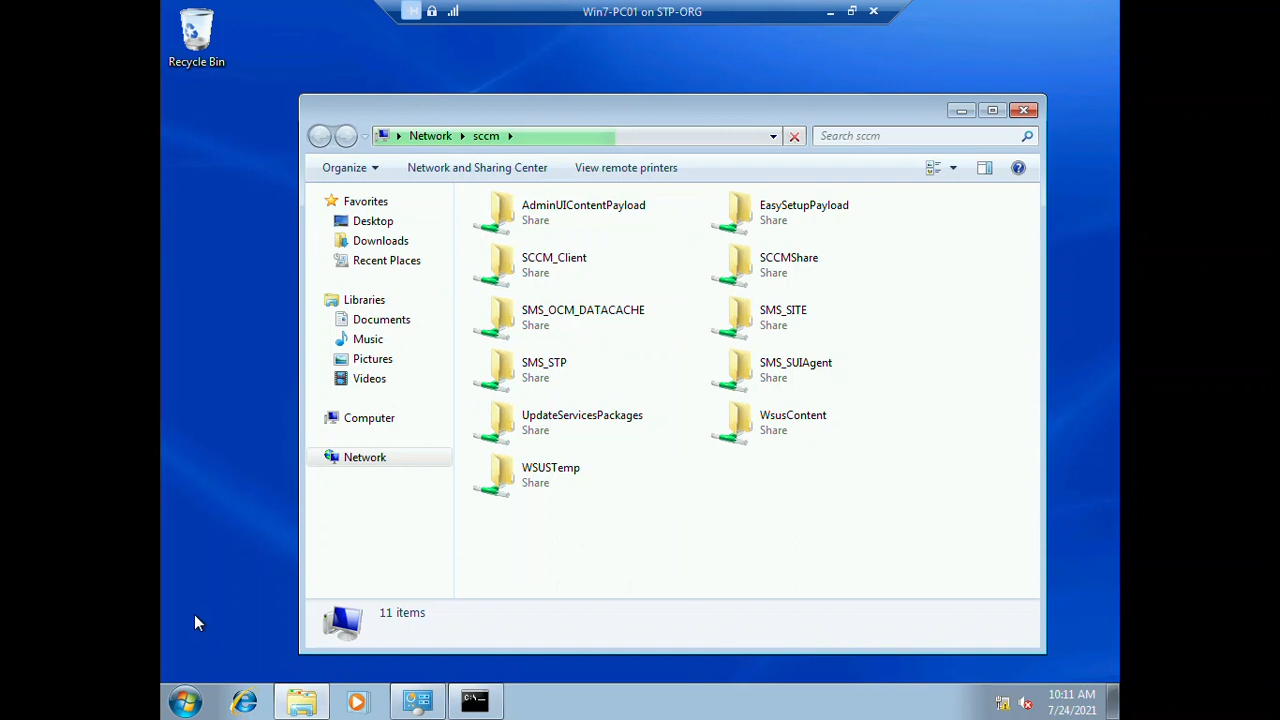 Win7-PC01 on STP-ORG
Recycle Bin
Network
sccm
Search sccm
Organize
Network and Sharing Center
View remote printers
Favorites
Desktop
Downloads
Recent Places
Libraries
Documents
Music
Pictures
Videos
Computer
Network
AdminUIContentPayload
Share
EasySetupPayload
Share
SCCM_Client
Share
SCCMShare
Share
SMS_OCM_DATACACHE
Share
SMS_SITE
Share
SMS_STP
Share
SMS_SUIAgent
Share
UpdateServicesPackages
Share
WsusContent
Share
WSUSTemp
Share
11 items
C:\
10:11 AM
7/24/2021